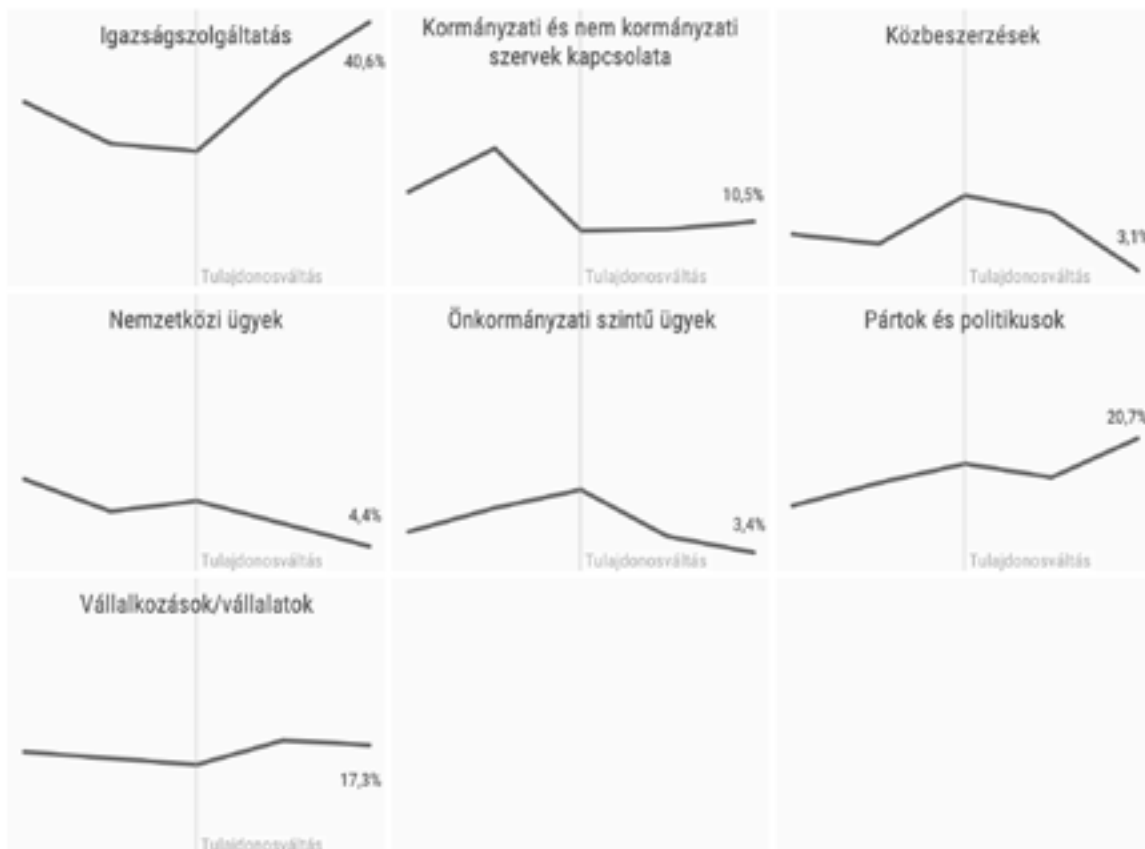 Igazságszolgáltatás
40,6%
Tulajdonosváltás
Kormányzati és nem kormányzati
szervek kapcsolata
10,5%
Tulajdonosváltás
Közbeszerzések
3,1%
Tulajdonosváltás
Nemzetközi ügyek
4,4%
Tulajdonosváltás
Önkormányzati szintű ügyek
3,4%
Tulajdonosváltás
Pártok és politikusok
20,7%
Tulajdonosváltás
Vállalkozások/vállalatok
17,3%
Tulajdonosváltás